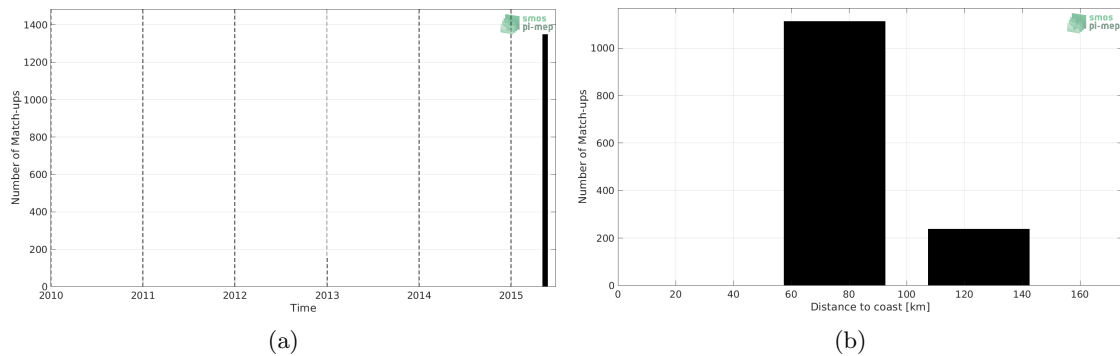 smos
pi-mep
1400
1200
1000
800
600
400
200
0
Number of Match-ups
2010 2011 2012 2013 2014 2015
Time
(a)
smos
pi-mep
1000
800
600
400
200
0
Number of Match-ups
0 20 40 60 80 100 120 140 160
Distance to coast [km]
(b)